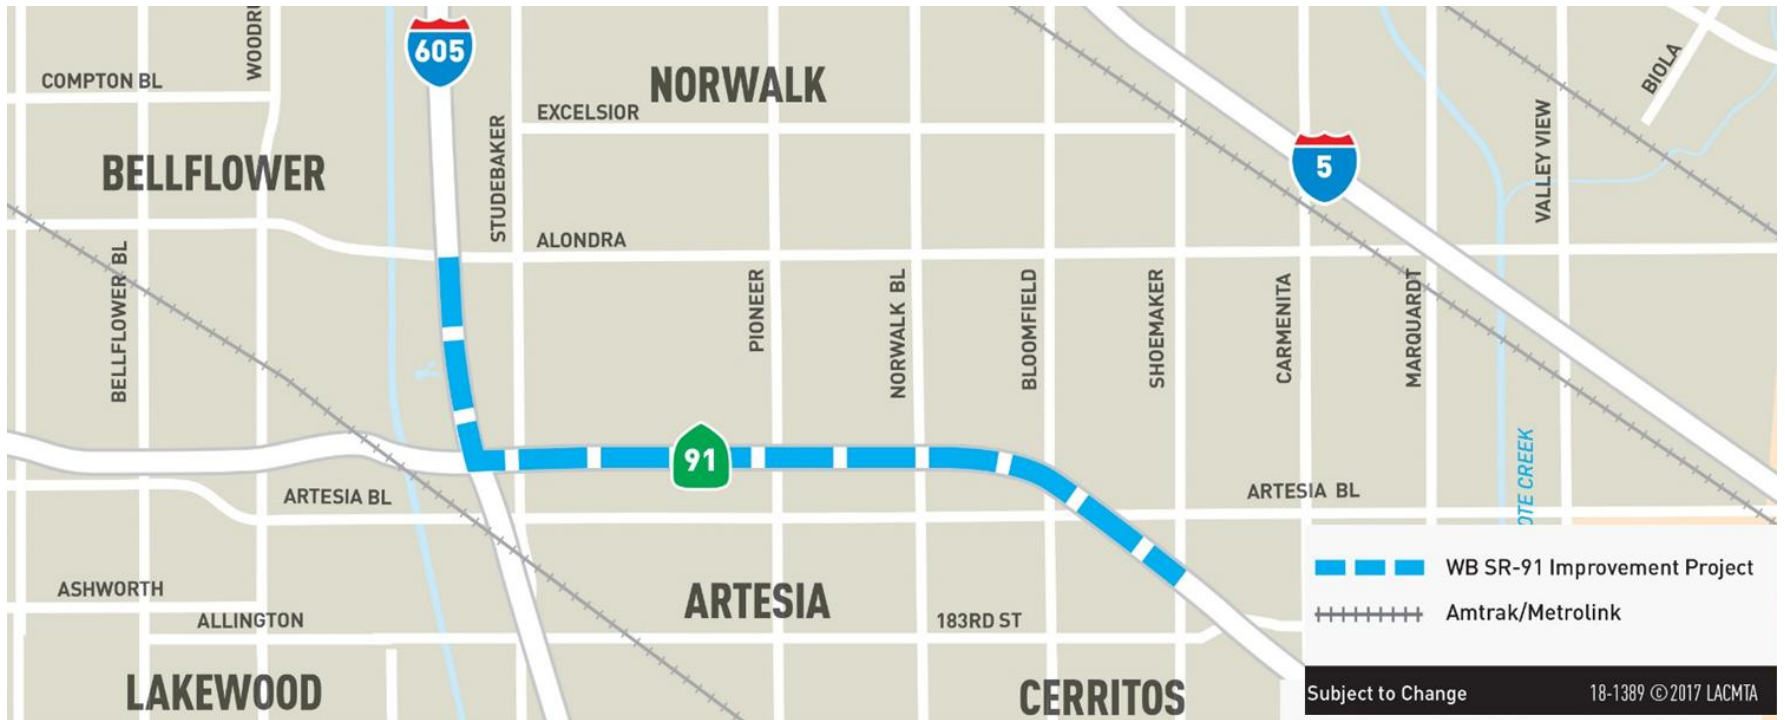 WOODRU
605
COMPTON BL
NORWALK
EXCELSIOR
BIOLA
BELLFLOWER
STUDEBAKER
5
VALLEY VIEW
ALONDRA
BELLFLOWER BL
PIONEER
NORWALK BL
BLOOMFIELD
SHOEMAKER
CARMENITA
MARQUARDT
91
ARTESIA BL
ARTESIA BL
OTE CREEK
ASHWORTH
ALLINGTON
ARTESIA
183RD ST
LAKEWOOD
CERRITOS
WB SR-91 Improvement Project
Amtrak/Metrolink
Subject to Change
18-1389 ©2017 LACMTA